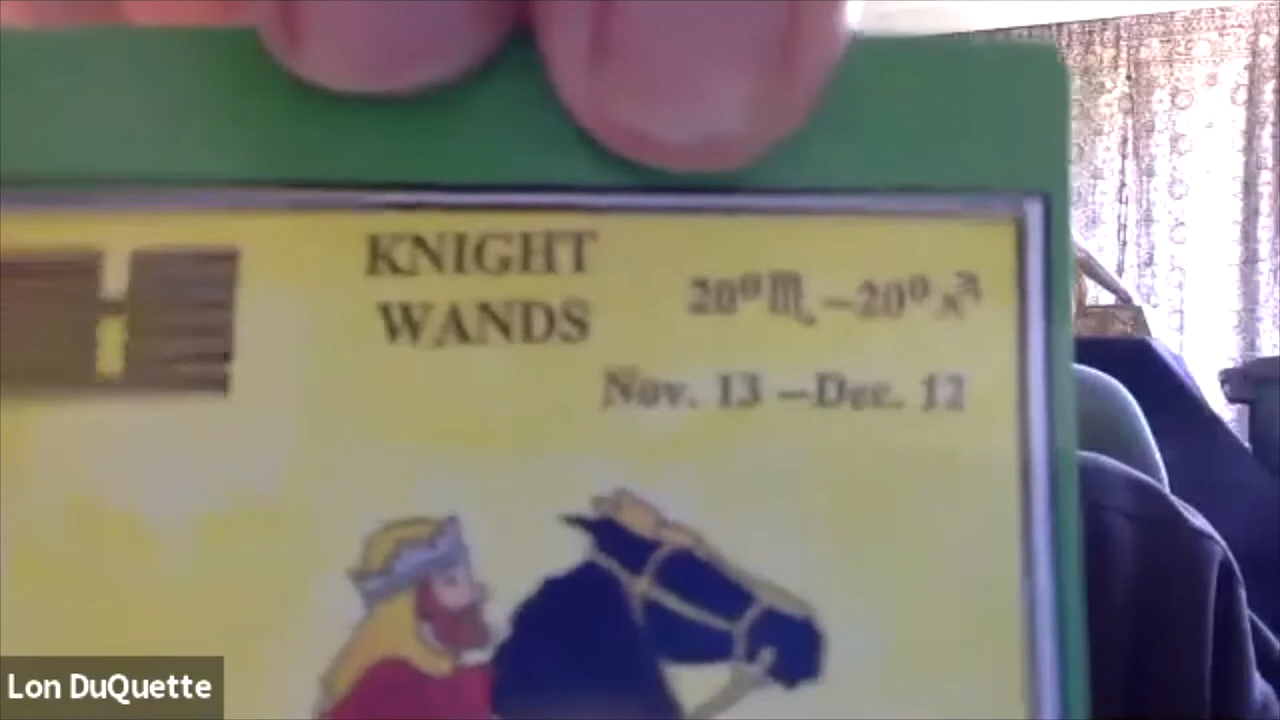 KNIGHT
WANDS
20° ♏ – 20° ♐
Nov. 13 – Dec. 12
Lon DuQuette